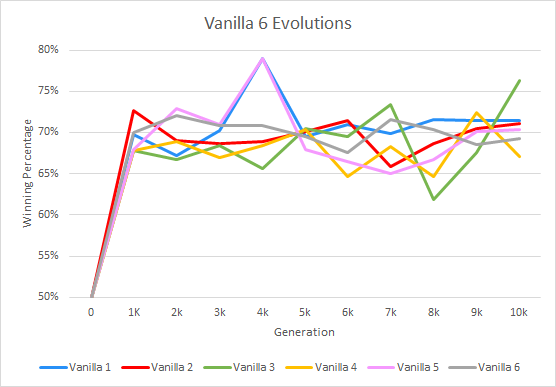 Vanilla 6 Evolutions
80%
75%
70%
65%
60%
55%
50%
Winning Percentage
0 1K 2k 3k 4k 5k 6k 7k 8k 9k 10k
Generation
Vanilla 1 Vanilla 2 Vanilla 3 Vanilla 4 Vanilla 5 Vanilla 6